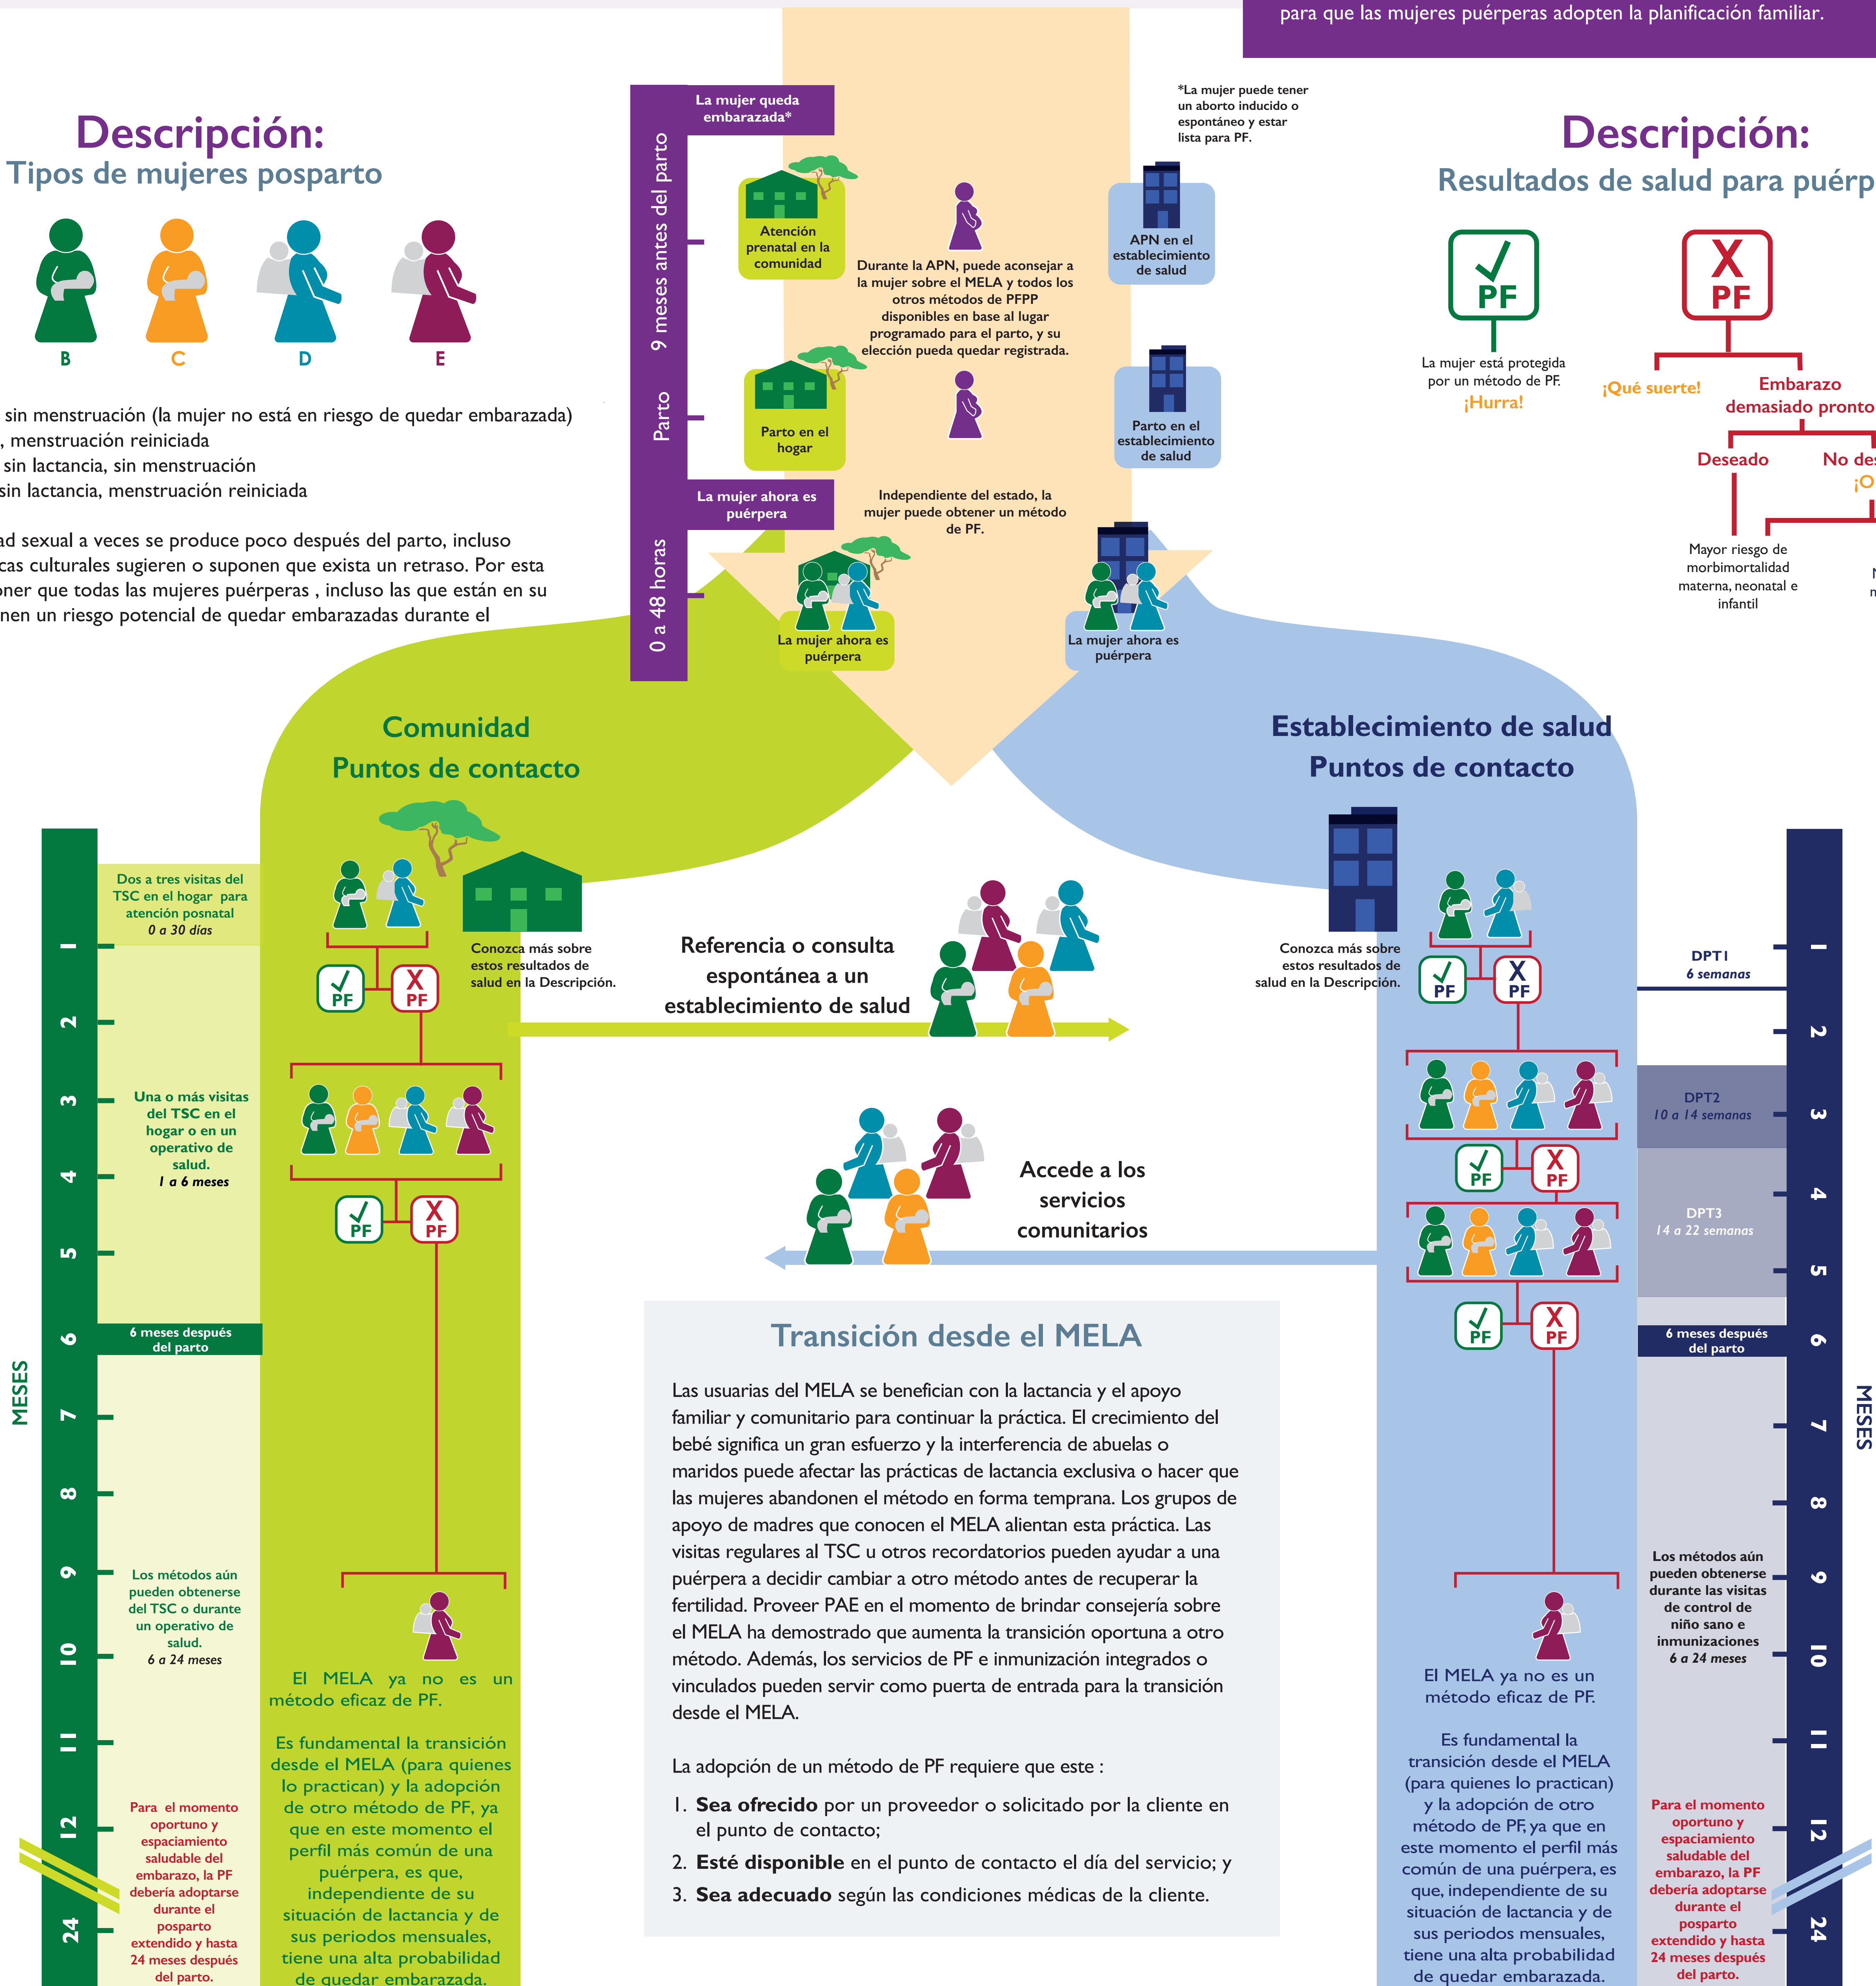 para que las mujeres puérperas adopten la planificación familiar.
Descripción:
Tipos de mujeres posparto
B
C
D
E
sin menstruación (la mujer no está en riesgo de quedar embarazada)
, menstruación reiniciada
sin lactancia, sin menstruación
sin lactancia, menstruación reiniciada
ad sexual a veces se produce poco después del parto, incluso
cas culturales sugieren o suponen que exista un retraso. Por esta
oner que todas las mujeres puérperas , incluso las que están en su
nen un riesgo potencial de quedar embarazadas durante el
9 meses antes del parto
Parto
0 a 48 horas
La mujer queda
embarazada*
*La mujer puede tener
un aborto inducido o
espontáneo y estar
lista para PF.
Atención
prenatal en la
comunidad
APN en el
establecimiento
de salud
Durante la APN, puede aconsejar a
la mujer sobre el MELA y todos los
otros métodos de PFPP
disponibles en base al lugar
programado para el parto, y su
elección pueda quedar registrada.
Parto en el
hogar
Parto en el
establecimiento
de salud
La mujer ahora es
puérpera
Independiente del estado, la
mujer puede obtener un método
de PF.
La mujer ahora es
puérpera
La mujer ahora es
puérpera
Descripción:
Resultados de salud para puérp
PF
X
PF
La mujer está protegida
por un método de PF.
¡Hurra!
¡Qué suerte!
Embarazo
demasiado pronto
Deseado
No des
¡O
Mayor riesgo de
morbimortalidad
materna, neonatal e
infantil
Comunidad
Puntos de contacto
Conozca más sobre
estos resultados de
salud en la Descripción.
PF
X
PF
PF
X
PF
MESES
1
2
3
4
5
6
7
8
9
10
11
12
24
Dos a tres visitas del
TSC en el hogar para
atención posnatal
0 a 30 días
Una o más visitas
del TSC en el
hogar o en un
operativo de
salud.
1 a 6 meses
6 meses después
del parto
Los métodos aún
pueden obtenerse
del TSC o durante
un operativo de
salud.
6 a 24 meses
Para el momento
oportuno y
espaciamiento
saludable del
embarazo, la PF
debería adoptarse
durante el
posparto
extendido y hasta
24 meses después
del parto.
El MELA ya no es un
método eficaz de PF.
Es fundamental la transición
desde el MELA (para quienes
lo practican) y la adopción
de otro método de PF, ya
que en este momento el
perfil más común de una
puérpera, es que,
independiente de su
situación de lactancia y de
sus periodos mensuales,
tiene una alta probabilidad
de quedar embarazada.
Referencia o consulta
espontánea a un
establecimiento de salud
Accede a los
servicios
comunitarios
Transición desde el MELA
Las usuarias del MELA se benefician con la lactancia y el apoyo
familiar y comunitario para continuar la práctica. El crecimiento del
bebé significa un gran esfuerzo y la interferencia de abuelas o
maridos puede afectar las prácticas de lactancia exclusiva o hacer que
las mujeres abandonen el método en forma temprana. Los grupos de
apoyo de madres que conocen el MELA alientan esta práctica. Las
visitas regulares al TSC u otros recordatorios pueden ayudar a una
puérpera a decidir cambiar a otro método antes de recuperar la
fertilidad. Proveer PAE en el momento de brindar consejería sobre
el MELA ha demostrado que aumenta la transición oportuna a otro
método. Además, los servicios de PF e inmunización integrados o
vinculados pueden servir como puerta de entrada para la transición
desde el MELA.
La adopción de un método de PF requiere que este :
1. Sea ofrecido por un proveedor o solicitado por la cliente en
el punto de contacto;
2. Esté disponible en el punto de contacto el día del servicio; y
3. Sea adecuado según las condiciones médicas de la cliente.
Establecimiento de salud
Puntos de contacto
Conozca más sobre
estos resultados de
salud en la Descripción.
PF
X
PF
PF
X
PF
PF
X
PF
El MELA ya no es un
método eficaz de PF.
Es fundamental la
transición desde el MELA
(para quienes lo practican)
y la adopción de otro
método de PF, ya que en
este momento el perfil más
común de una puérpera, es
que, independiente de su
situación de lactancia y de
sus periodos mensuales,
tiene una alta probabilidad
de quedar embarazada.
DPT1
6 semanas
DPT2
10 a 14 semanas
DPT3
14 a 22 semanas
6 meses después
del parto
Los métodos aún
pueden obtenerse
durante las visitas
de control de
niño sano e
inmunizaciones
6 a 24 meses
Para el momento
oportuno y
espaciamiento
saludable del
embarazo, la PF
debería adoptarse
durante el
posparto
extendido y hasta
24 meses después
del parto.
1
2
3
4
5
6
7
8
9
10
11
12
24
MESES